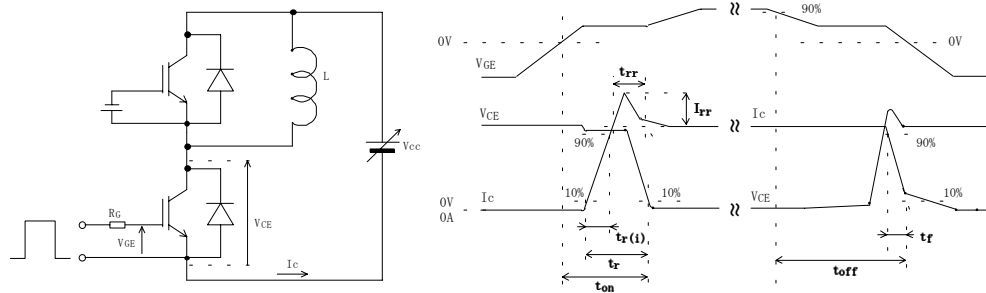 L
Vcc
RG
VGE
VCE
Ic
0V
VGE
90%
0V
trr
Irr
VCE
Ic
90%
90%
10%
10%
10%
0V
0A
Ic
VCE
tr(i)
tr
ton
tf
toff